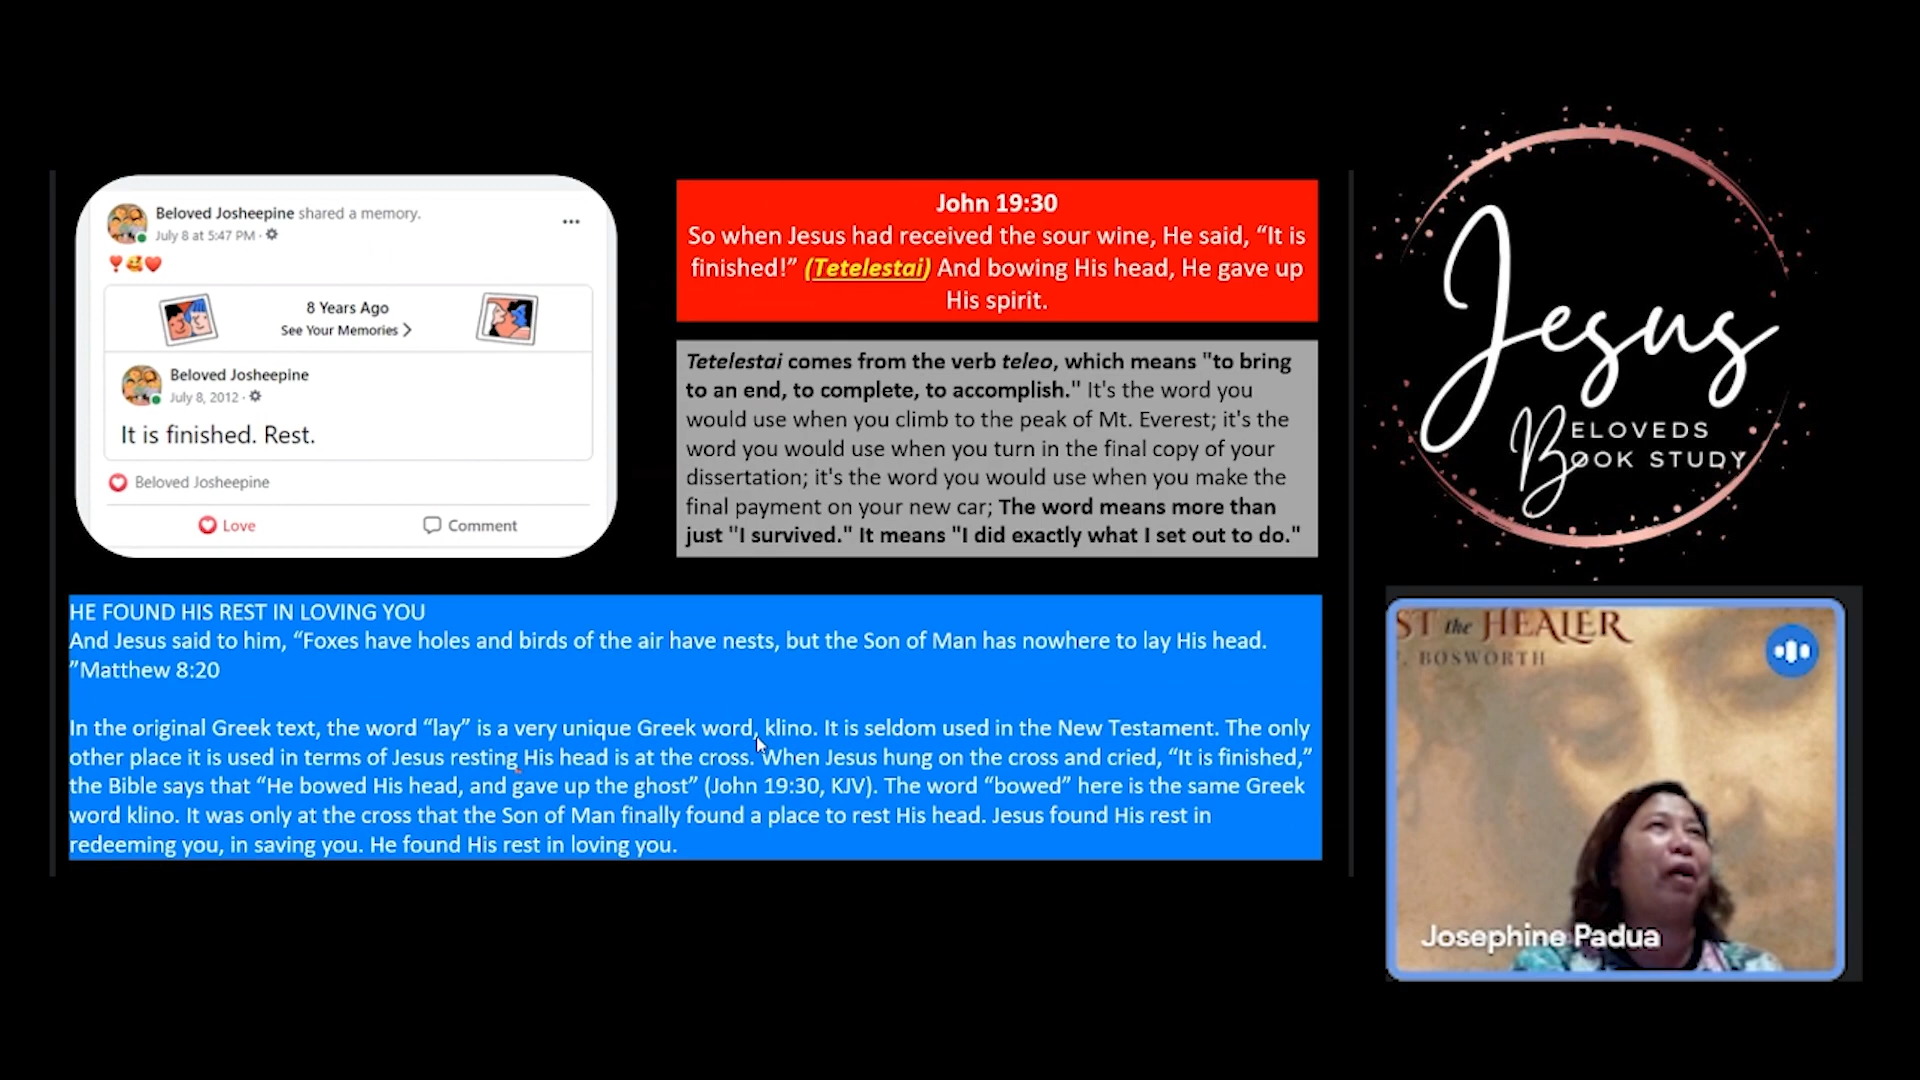 Beloved Josheepine shared a memory.
July 8 at 5:47 PM ·
8 Years Ago
See Your Memories
Beloved Josheepine
July 8, 2012 ·
It is finished. Rest.
Beloved Josheepine
Love
Comment
John 19:30
So when Jesus had received the sour wine, He said, “It is
finished!” (Tetelestai) And bowing His head, He gave up
His spirit.
Tetelestai comes from the verb teleo, which means "to bring
to an end, to complete, to accomplish." It's the word you
would use when you climb to the peak of Mt. Everest; it's the
word you would use when you turn in the final copy of your
dissertation; it's the word you would use when you make the
final payment on your new car; The word means more than
just "I survived." It means "I did exactly what I set out to do."
HE FOUND HIS REST IN LOVING YOU
And Jesus said to him, “Foxes have holes and birds of the air have nests, but the Son of Man has nowhere to lay His head.
”Matthew 8:20
In the original Greek text, the word “lay” is a very unique Greek word, klino. It is seldom used in the New Testament. The only
other place it is used in terms of Jesus resting His head is at the cross. When Jesus hung on the cross and cried, “It is finished,”
the Bible says that “He bowed His head, and gave up the ghost” (John 19:30, KJV). The word “bowed” here is the same Greek
word klino. It was only at the cross that the Son of Man finally found a place to rest His head. Jesus found His rest in
redeeming you, in saving you. He found His rest in loving you.
Jesus
BELOVEDS
BOOK STUDY
ST the HEALER
. BOSWORTH
Josephine Padua